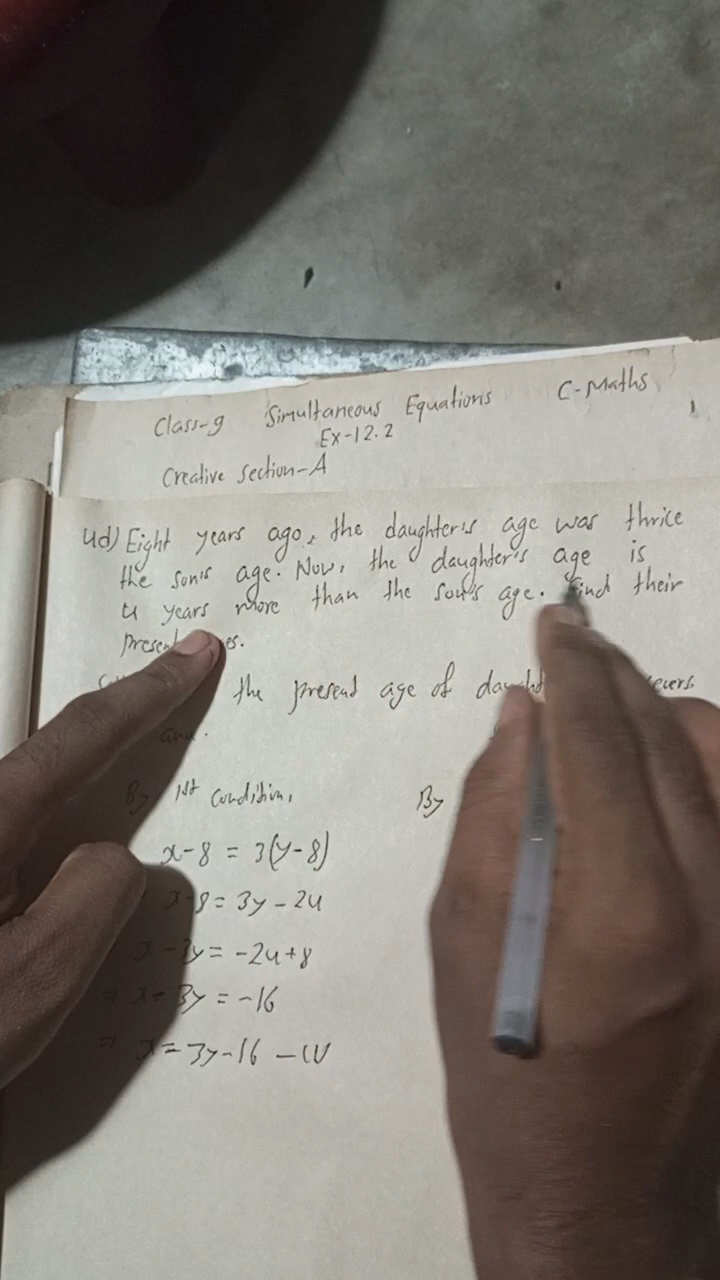 Class-9 Simultaneous Equations C-Maths
Ex-12.2
Creative section-A
4d) Eight years ago, the daughter's age was thrice
the son's age. Now, the daughter's age is
4 years more than the son's age. Find their
present
the present age of
By 1st condition, By
x-8 = 3(y-8)
x-8 = 3y - 24
x - 3y = -24+8
⇒ x - 3y = -16
⇒ x = 3y-16